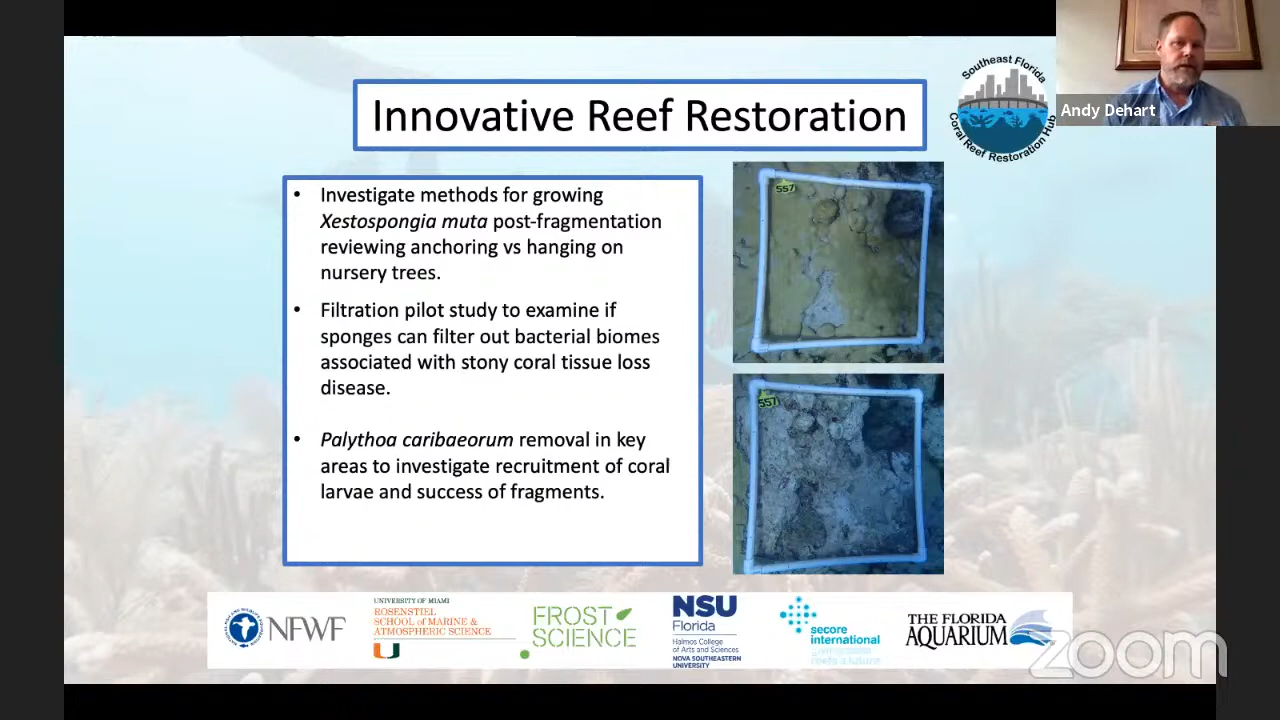 Innovative Reef Restoration
Southeast Florida
Coral Reef Restoration Hub
Andy Dehart
• Investigate methods for growing
Xestospongia muta post-fragmentation
reviewing anchoring vs hanging on
nursery trees.
• Filtration pilot study to examine if
sponges can filter out bacterial biomes
associated with stony coral tissue loss
disease.
• Palythoa caribaeorum removal in key
areas to investigate recruitment of coral
larvae and success of fragments.
557
557
NFWF
UNIVERSITY OF MIAMI
ROSENSTIEL
SCHOOL of MARINE &
ATMOSPHERIC SCIENCE
FROST
SCIENCE
NSU
Florida
Halmos College
of Arts and Sciences
NOVA SOUTHEASTERN
UNIVERSITY
secore
international
THE FLORIDA
AQUARIUM
zoom